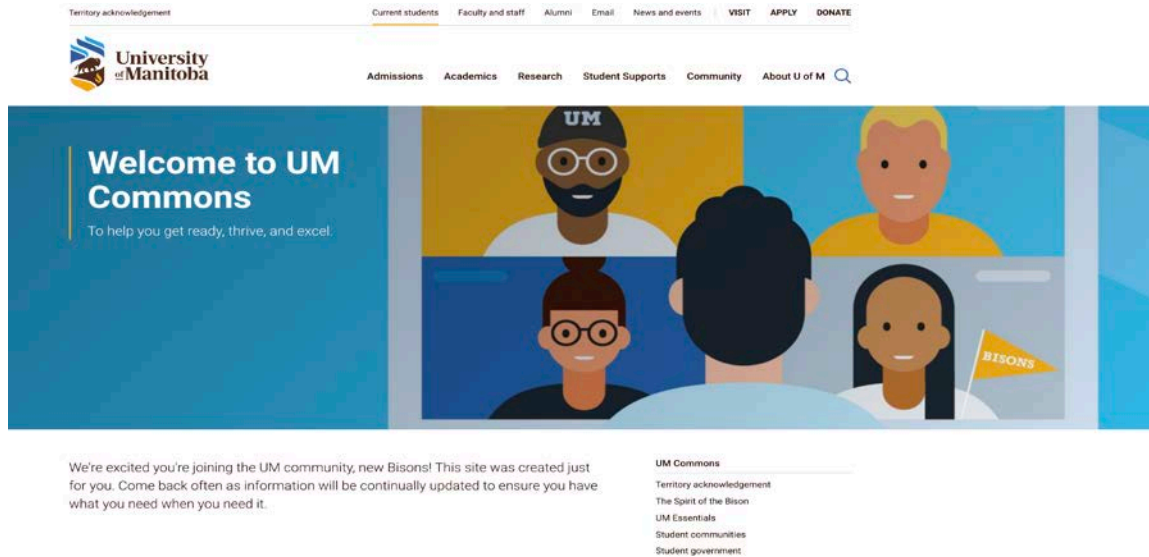 Territory acknowledgement
Current students Faculty and staff Alumni Email News and events VISIT APPLY DONATE
University
of Manitoba
Admissions Academics Research Student Supports Community About U of M
UM
Welcome to UM
Commons
To help you get ready, thrive, and excel.
BISONS
We're excited you're joining the UM community, new Bisons! This site was created just
for you. Come back often as information will be continually updated to ensure you have
what you need when you need it.
UM Commons
Territory acknowledgement
The Spirit of the Bison
UM Essentials
Student communities
Student government